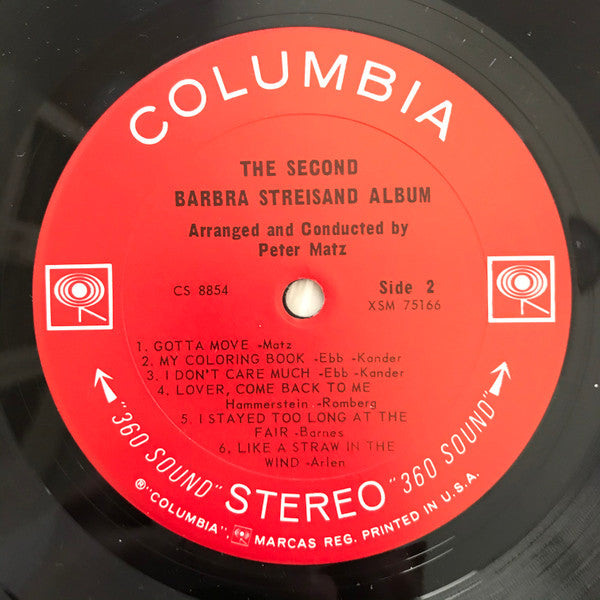 COLUMBIA
THE SECOND
BARBRA STREISAND ALBUM
Arranged and Conducted by
Peter Matz
CS 8854
Side 2
XSM 75166
1. GOTTA MOVE -Matz
2. MY COLORING BOOK -Ebb -Kander
3. I DON'T CARE MUCH -Ebb -Kander
4. LOVER, COME BACK TO ME
Hammerstein -Romberg
5. I STAYED TOO LONG AT THE
FAIR -Barnes
6. LIKE A STRAW IN THE
WIND -Arlen
"360 SOUND" STEREO "360 SOUND"
®"COLUMBIA", MARCAS REG. PRINTED IN U.S.A.